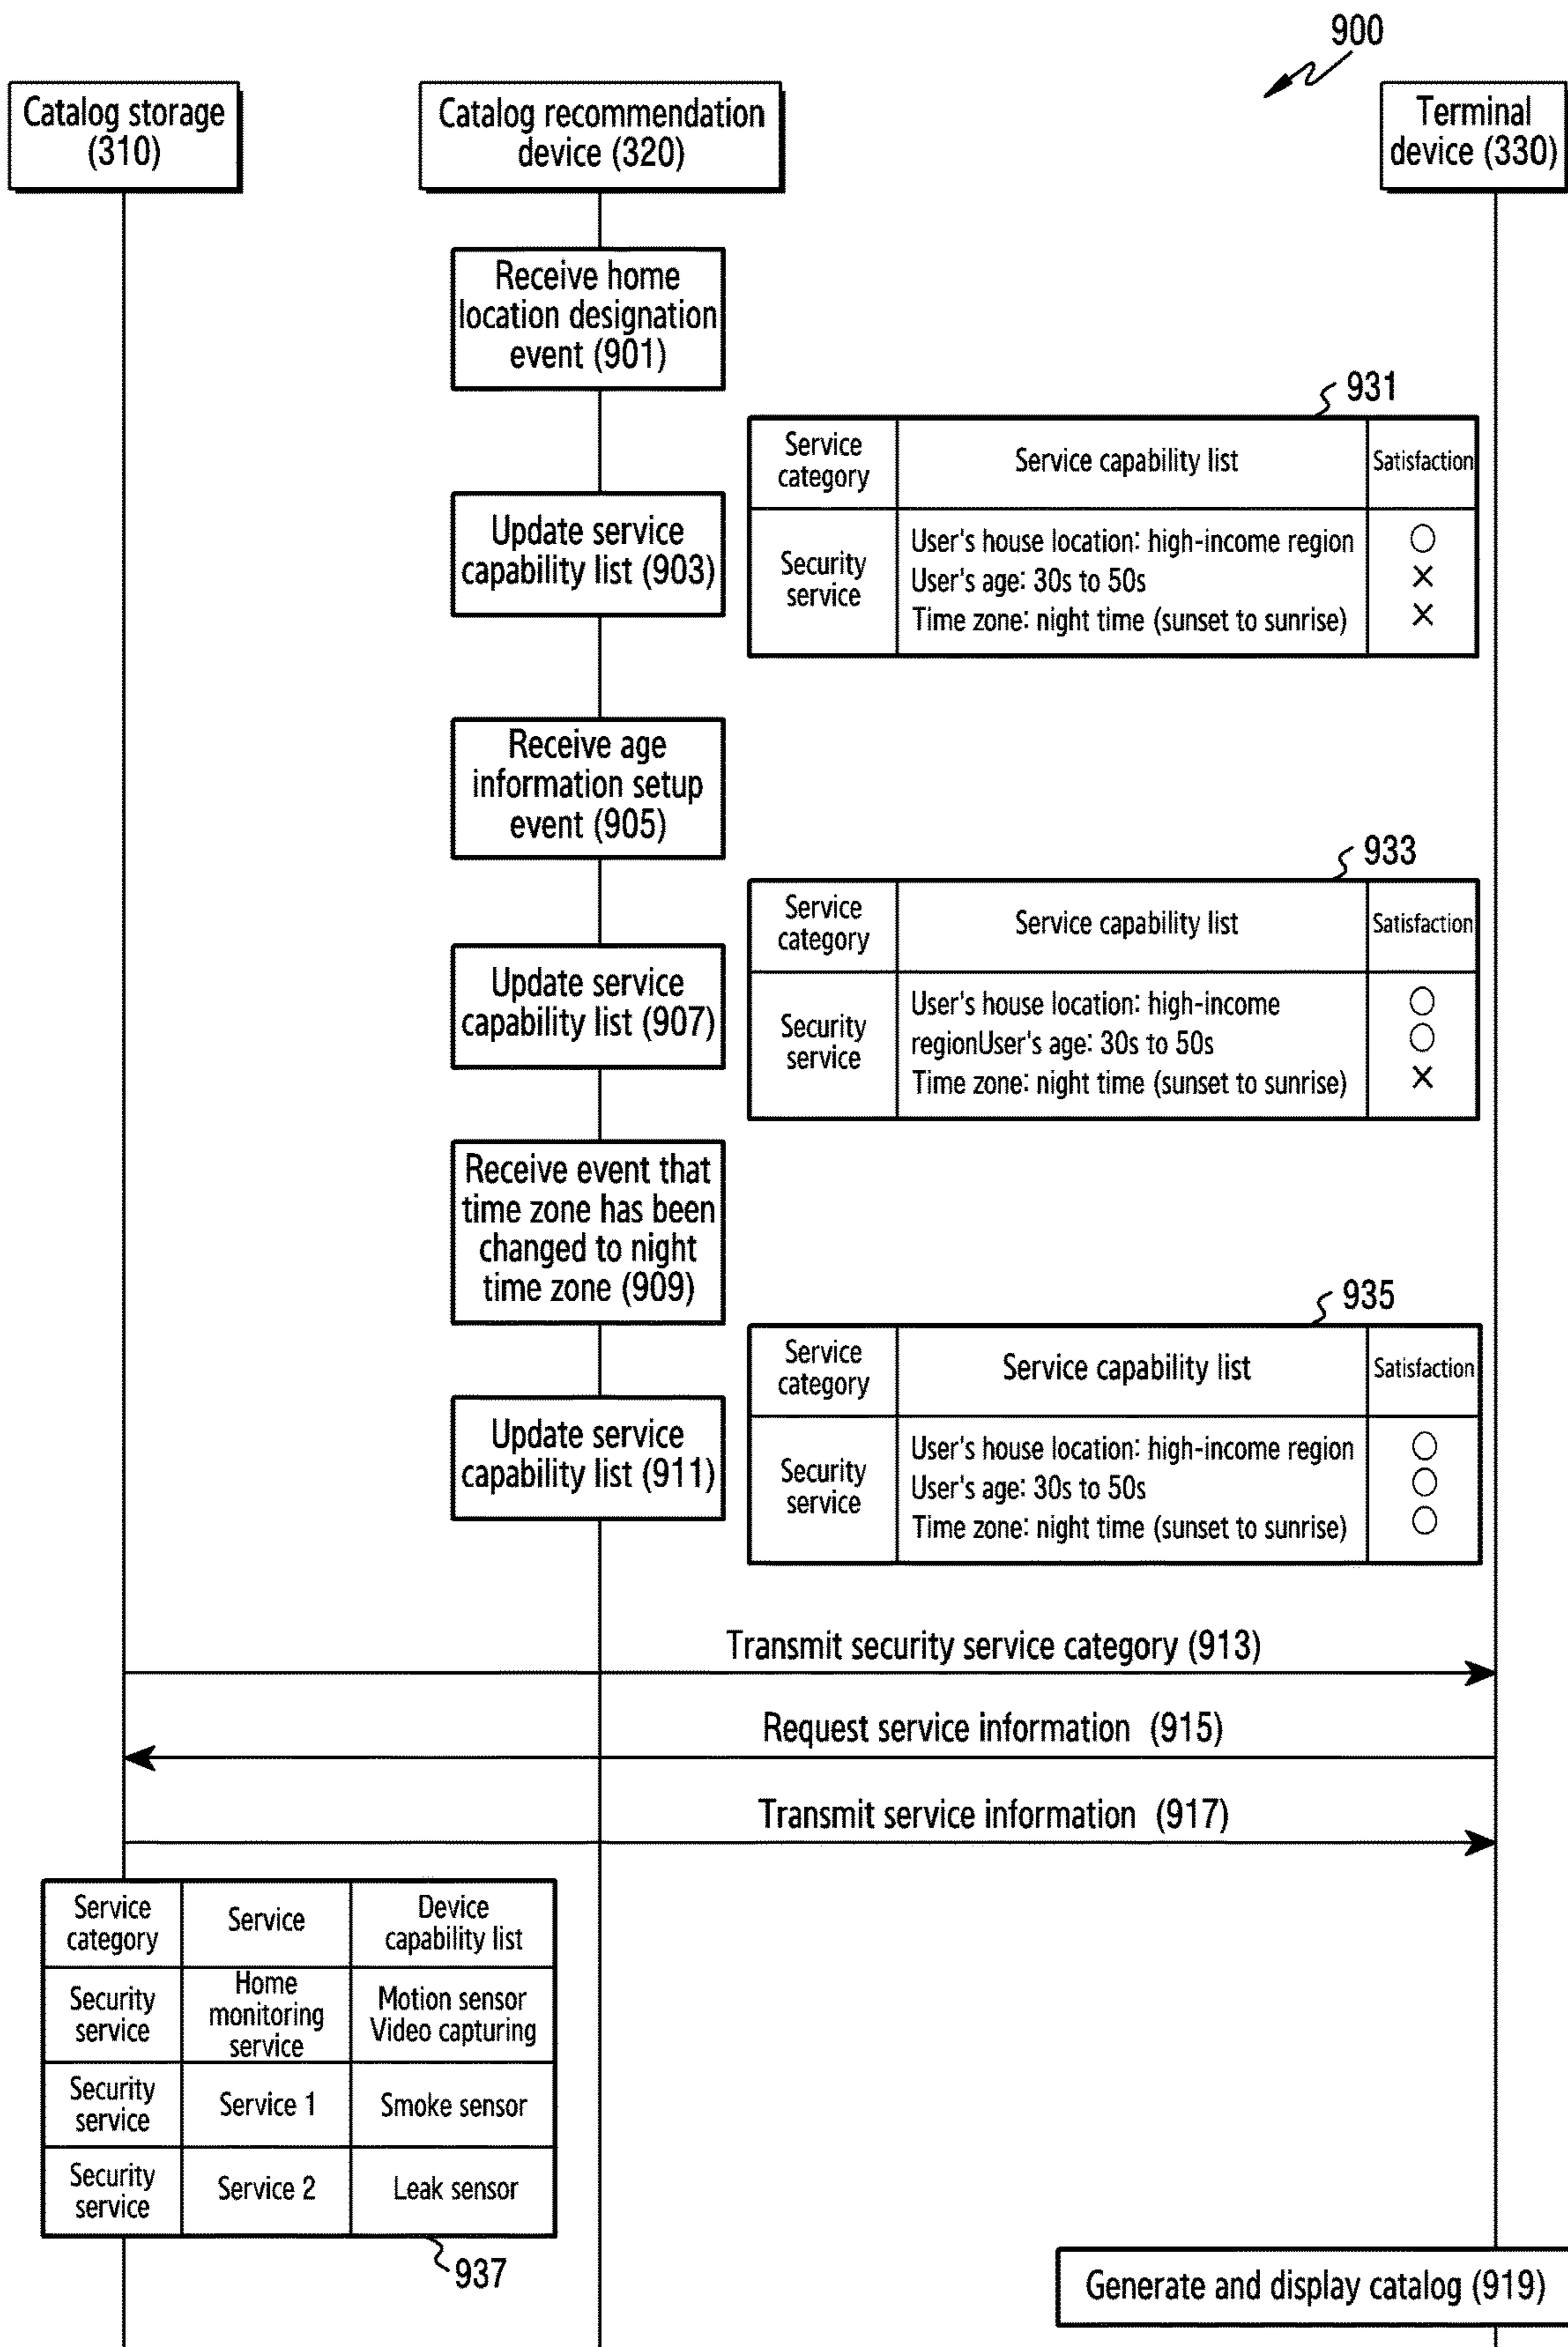 900
Catalog storage
(310)
Catalog recommendation
device (320)
Terminal
device (330)
Receive home
location designation
event (901)
931
Service
category
Service capability list
Satisfaction
Security
service
User's house location: high-income region
○
User's age: 30s to 50s
×
Time zone: night time (sunset to sunrise)
×
Update service
capability list (903)
Receive age
information setup
event (905)
933
Service
category
Service capability list
Satisfaction
Security
service
User's house location: high-income
○
regionUser's age: 30s to 50s
○
Time zone: night time (sunset to sunrise)
×
Update service
capability list (907)
Receive event that
time zone has been
changed to night
time zone (909)
935
Service
category
Service capability list
Satisfaction
Security
service
User's house location: high-income region
○
User's age: 30s to 50s
○
Time zone: night time (sunset to sunrise)
○
Update service
capability list (911)
Transmit security service category (913)
Request service information (915)
Transmit service information (917)
Service
category
Service
Device
capability list
Security
service
Home
monitoring
service
Motion sensor
Video capturing
Security
service
Service 1
Smoke sensor
Security
service
Service 2
Leak sensor
937
Generate and display catalog (919)